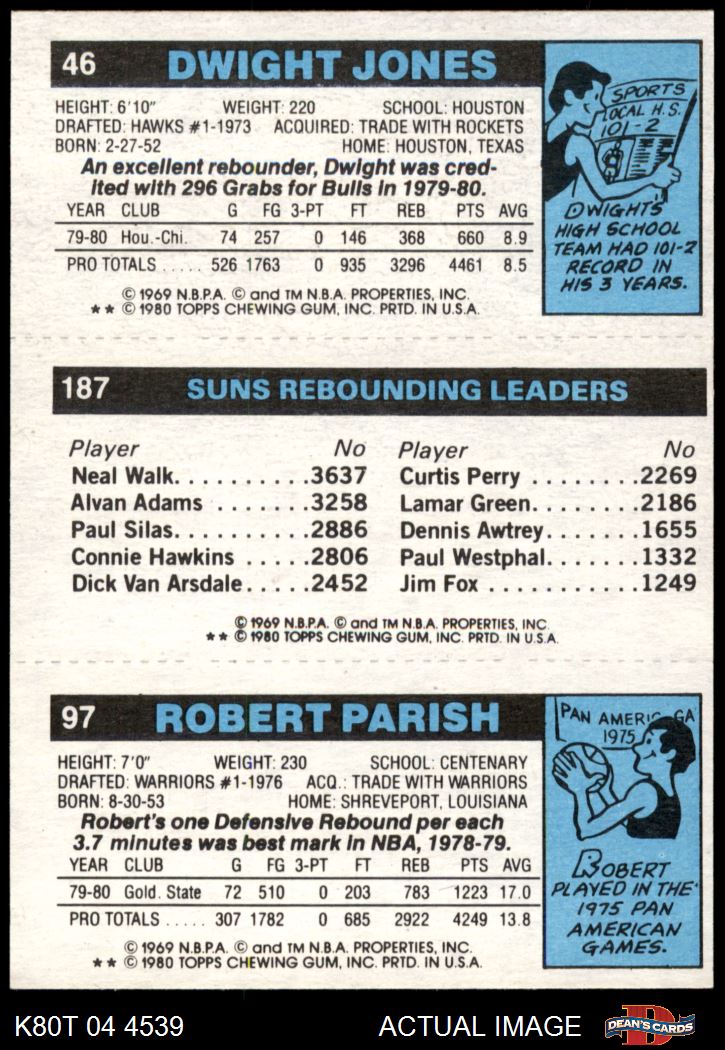 46 DWIGHT JONES
HEIGHT: 6'10" WEIGHT: 220 SCHOOL: HOUSTON
DRAFTED: HAWKS #1-1973 ACQUIRED: TRADE WITH ROCKETS
BORN: 2-27-52 HOME: HOUSTON, TEXAS
An excellent rebounder, Dwight was cred-
ited with 296 Grabs for Bulls in 1979-80.
YEAR CLUB G FG 3-PT FT REB PTS AVG
79-80 Hou.-Chi. 74 257 0 146 368 660 8.9
PRO TOTALS ..... 526 1763 0 935 3296 4461 8.5
© 1969 N.B.P.A. © and TM N.B.A. PROPERTIES, INC.
★★ © 1980 TOPPS CHEWING GUM, INC. PRTD. IN U.S.A.
SPORTS
LOCAL H.S.
101-2
DWIGHT'S
HIGH SCHOOL
TEAM HAD 101-2
RECORD IN
HIS 3 YEARS.
187 SUNS REBOUNDING LEADERS
Player No Player No
Neal Walk. . . . . . . . . .3637 Curtis Perry . . . . . . . .2269
Alvan Adams . . . . . . .3258 Lamar Green. . . . . . . .2186
Paul Silas. . . . . . . . . .2886 Dennis Awtrey. . . . . . .1655
Connie Hawkins . . . . .2806 Paul Westphal. . . . . . .1332
Dick Van Arsdale. . . . .2452 Jim Fox . . . . . . . . . . .1249
© 1969 N.B.P.A. © and TM N.B.A. PROPERTIES, INC.
★★ © 1980 TOPPS CHEWING GUM, INC. PRTD. IN U.S.A.
97 ROBERT PARISH
HEIGHT: 7'0" WEIGHT: 230 SCHOOL: CENTENARY
DRAFTED: WARRIORS #1-1976 ACQ.: TRADE WITH WARRIORS
BORN: 8-30-53 HOME: SHREVEPORT, LOUISIANA
Robert's one Defensive Rebound per each
3.7 minutes was best mark in NBA, 1978-79.
YEAR CLUB G FG 3-PT FT REB PTS AVG
79-80 Gold. State 72 510 0 203 783 1223 17.0
PRO TOTALS ..... 307 1782 0 685 2922 4249 13.8
© 1969 N.B.P.A. © and TM N.B.A. PROPERTIES, INC.
★★ © 1980 TOPPS CHEWING GUM, INC. PRTD. IN U.S.A.
PAN AMERIC GA
1975
ROBERT
PLAYED IN THE
1975 PAN
AMERICAN
GAMES.
K80T 04 4539 ACTUAL IMAGE DEAN'S CARDS